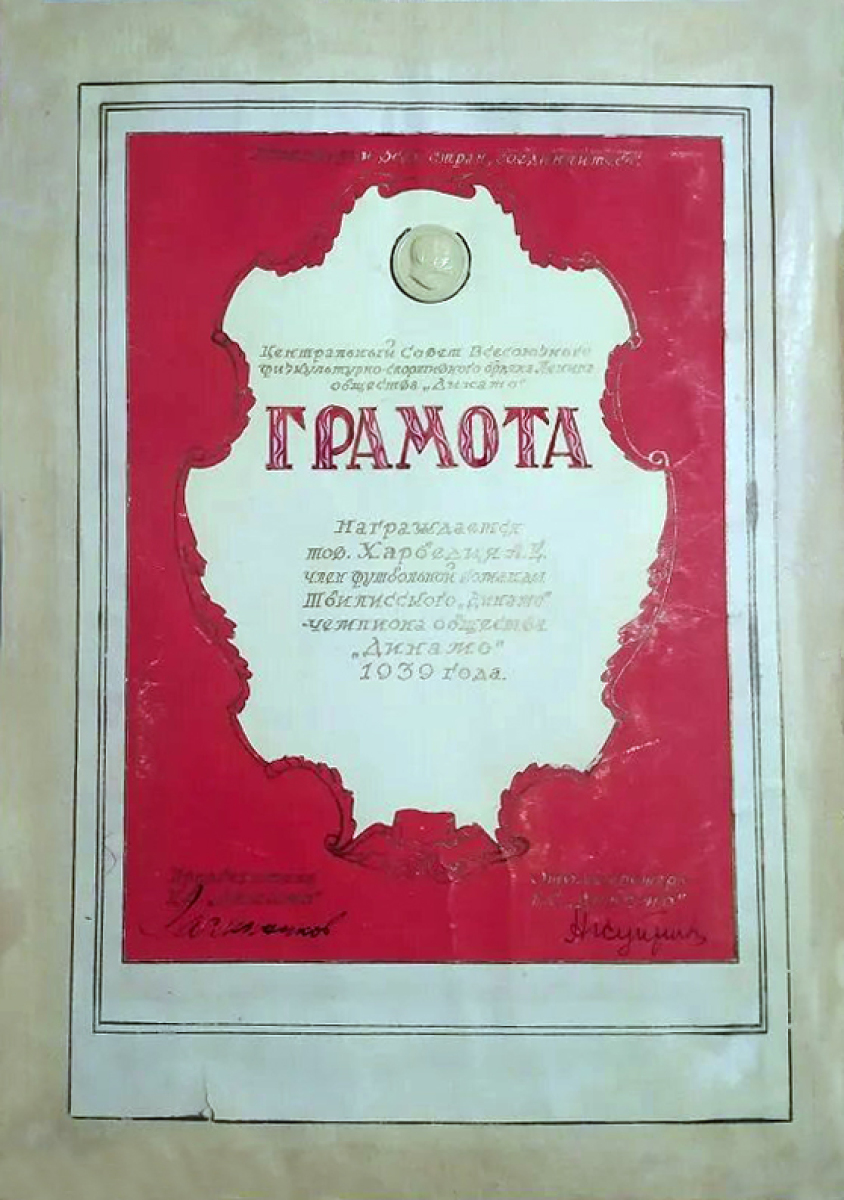 и всех стран, соединяйтесь!
Центральный Совет Всесоюзного
физкультурно-спортивного ордена Ленина
общества „Динамо"
ГРАМОТА
Награждается
тов. Харбедия А.Ц.
член футбольной команды
Тбилисского „Динамо"
-чемпиона общества
„Динамо"
1939 года.
„Динамо"